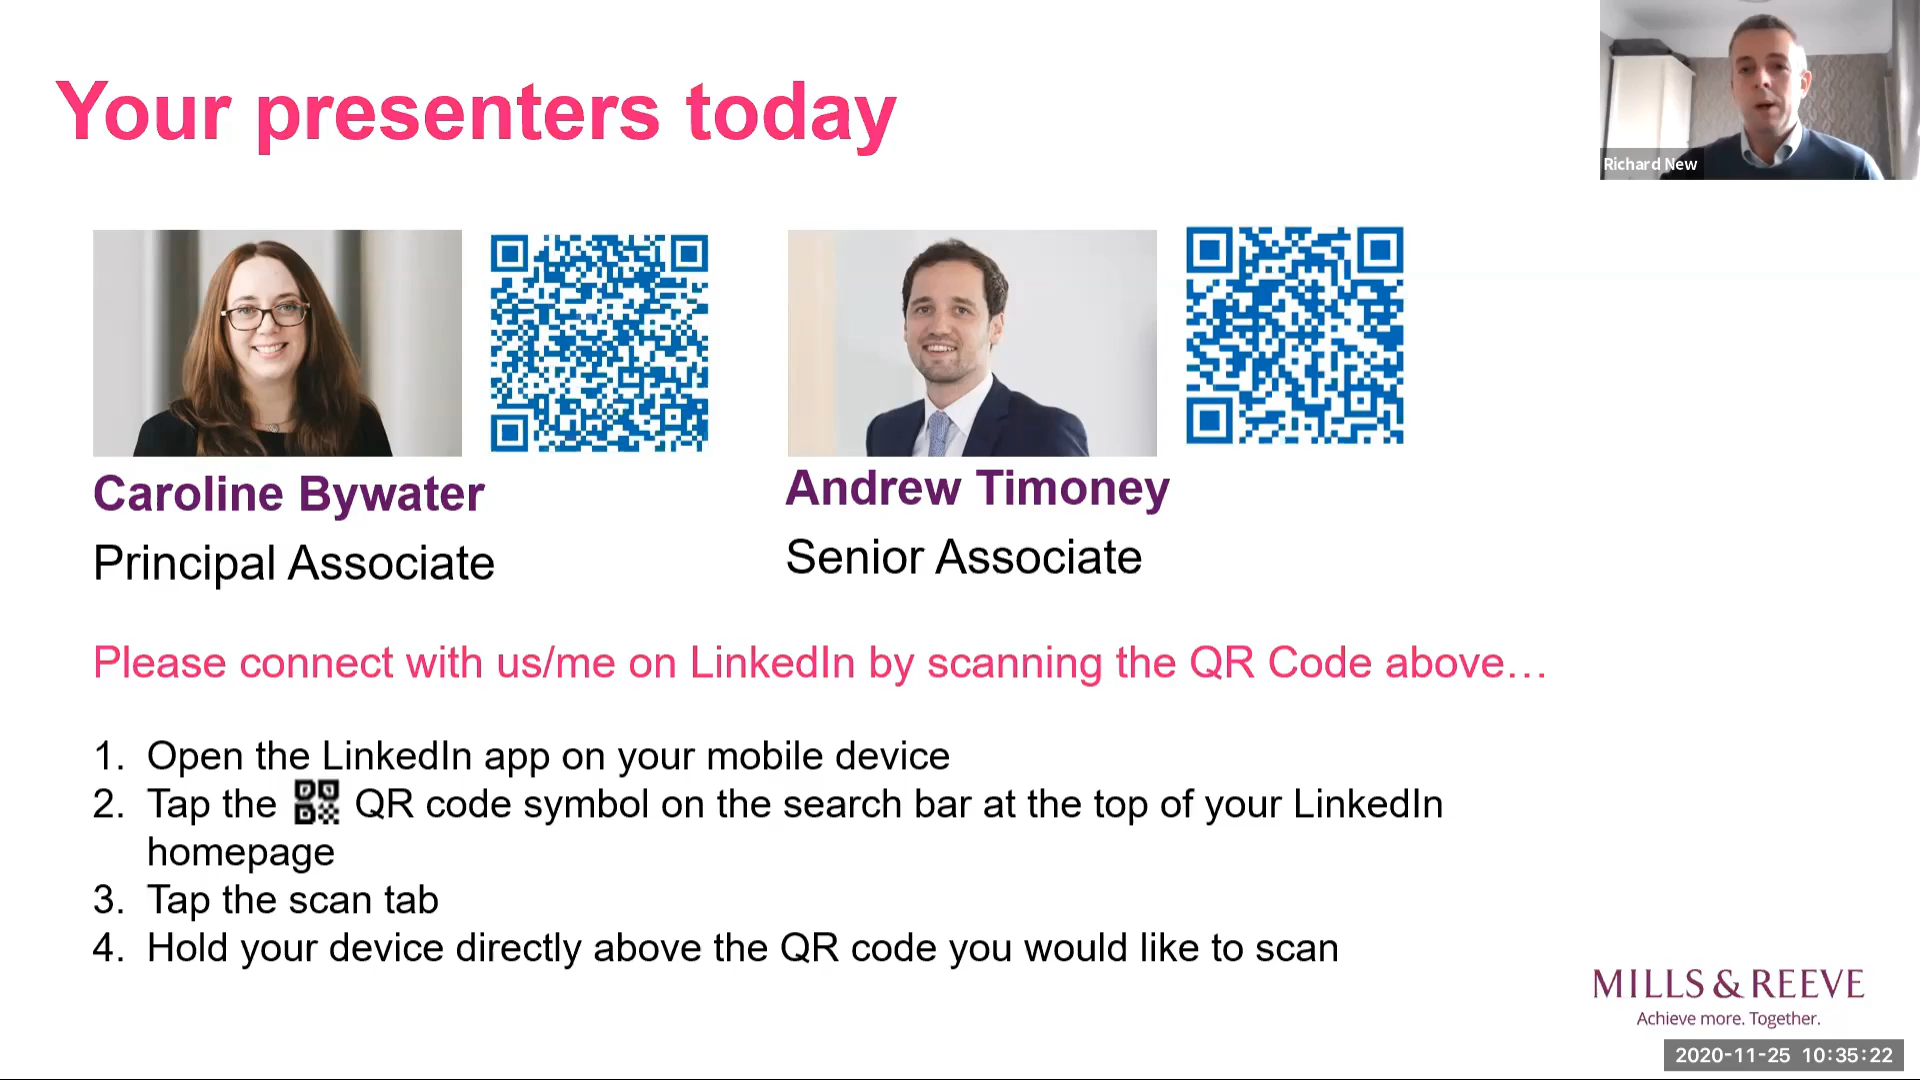 Your presenters today
Richard New
Caroline Bywater
Principal Associate
Andrew Timoney
Senior Associate
Please connect with us/me on LinkedIn by scanning the QR Code above…
1. Open the LinkedIn app on your mobile device
2. Tap the QR code symbol on the search bar at the top of your LinkedIn
homepage
3. Tap the scan tab
4. Hold your device directly above the QR code you would like to scan
MILLS & REEVE
Achieve more. Together.
2020-11-25 10:35:22